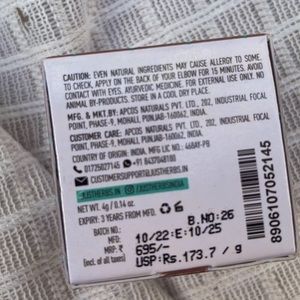 CAUTION: EVEN NATURAL INGREDIENTS MAY CAUSE ALLERGY TO SOME.
TO CHECK, APPLY ON THE BACK OF YOUR ELBOW FOR 15 MINUTES. AVOID
CONTACT WITH EYES. AYURVEDIC MEDICINE. FOR EXTERNAL USE ONLY. NO
ANIMAL BY-PRODUCTS. STORE IN A COOL DRY PLACE.
MFG. & MKT.BY: APCOS NATURALS PVT. LTD., 202, INDUSTRIAL FOCAL
POINT, PHASE-9, MOHALI, PUNJAB-160062, INDIA.
CUSTOMER CARE: APCOS NATURALS PVT. LTD., 202, INDUSTRIAL FOCAL
POINT, PHASE-9, MOHALI, PUNJAB-160062, INDIA.
COUNTRY OF ORIGIN: INDIA. MFG LIC NO.: 468AY-PB
01725027145 +91 8437048180
CUSTOMERSUPPORT@JUSTHERBS.IN
JUSTHERBS.IN /JUSTHERBSINDIA
NET WT. 4g / 0.14 oz.
EXPIRY: 3 YEARS FROM MFD.
BATCH NO.: B.NO:26
MFD: 10/22:E:10/25
MRP: ₹ 695/-
(incl. of all taxes) USP:Rs.173.7 / g
8906107052145